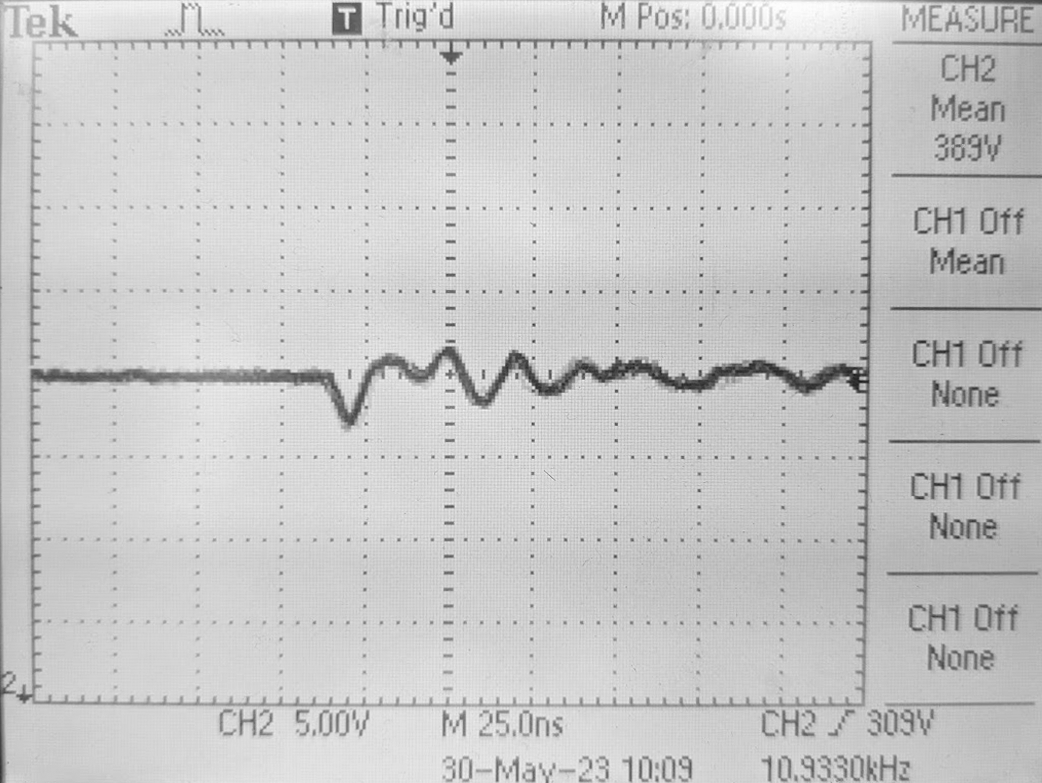 Tek T Trig'd M Pos: 0.000s MEASURE
CH2
Mean
389V
CH1 Off
Mean
CH1 Off
None
CH1 Off
None
CH1 Off
None
2
CH2 5.00V M 25.0ns CH2 309V
30-May-23 10:09 10.9330kHz